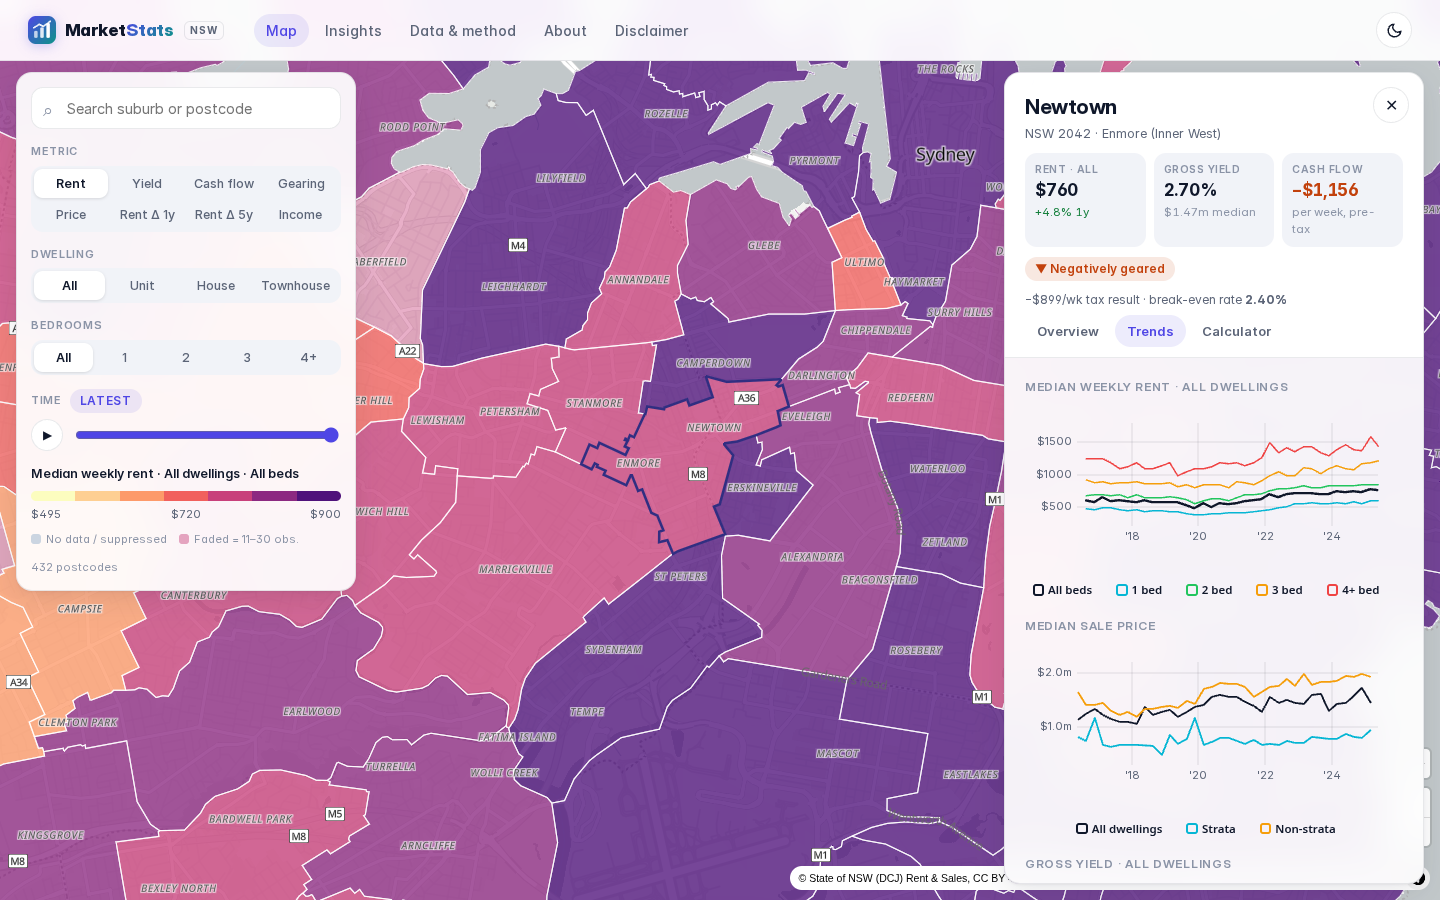 MarketStats NSW Map Insights Data & method About Disclaimer
Search suburb or postcode
METRIC
Rent Yield Cash flow Gearing
Price Rent Δ 1y Rent Δ 5y Income
DWELLING
All Unit House Townhouse
BEDROOMS
All 1 2 3 4+
TIME LATEST
Median weekly rent · All dwellings · All beds
$495 $720 $900
No data / suppressed Faded = 11–30 obs.
432 postcodes
THE ROCKS
ROZELLE
RODD POINT
Sydney
PYRMONT
LILYFIELD
M4
GLEBE
ABERFIELD
ULTIMO
ANNANDALE
HAYMARKET
LEICHHARDT
SURRY HILLS
CHIPPENDALE
A22
CAMPERDOWN
DARLINGTON
ER HILL
STANMORE
A36
REDFERN
PETERSHAM
LEWISHAM
EVELEIGH
NEWTOWN
ENMORE
WATERLOO
M8
ERSKINEVILLE
M1
WICH HILL
ZETLAND
ALEXANDRIA
MARRICKVILLE
ST PETERS
BEACONSFIELD
CANTERBURY
CAMPSIE
SYDENHAM
ROSEBERY
A34
M1
EARLWOOD
TEMPE
CLEMTON PARK
FATIMA ISLAND
MASCOT
TURRELLA
WOLLI CREEK
EASTLAKES
M5
BARDWELL PARK
KINGSGROVE
M8
ARNCLIFFE
M1
M8
BEXLEY NORTH
© State of NSW (DCJ) Rent & Sales, CC BY
Newtown
NSW 2042 · Enmore (Inner West)
RENT · ALL
$760
+4.8% 1y
GROSS YIELD
2.70%
$1.47m median
CASH FLOW
−$1,156
per week, pre-
tax
▼ Negatively geared
−$899/wk tax result · break-even rate 2.40%
Overview Trends Calculator
MEDIAN WEEKLY RENT · ALL DWELLINGS
$1500
$1000
$500
'18 '20 '22 '24
All beds 1 bed 2 bed 3 bed 4+ bed
MEDIAN SALE PRICE
$2.0m
$1.0m
'18 '20 '22 '24
All dwellings Strata Non-strata
GROSS YIELD · ALL DWELLINGS